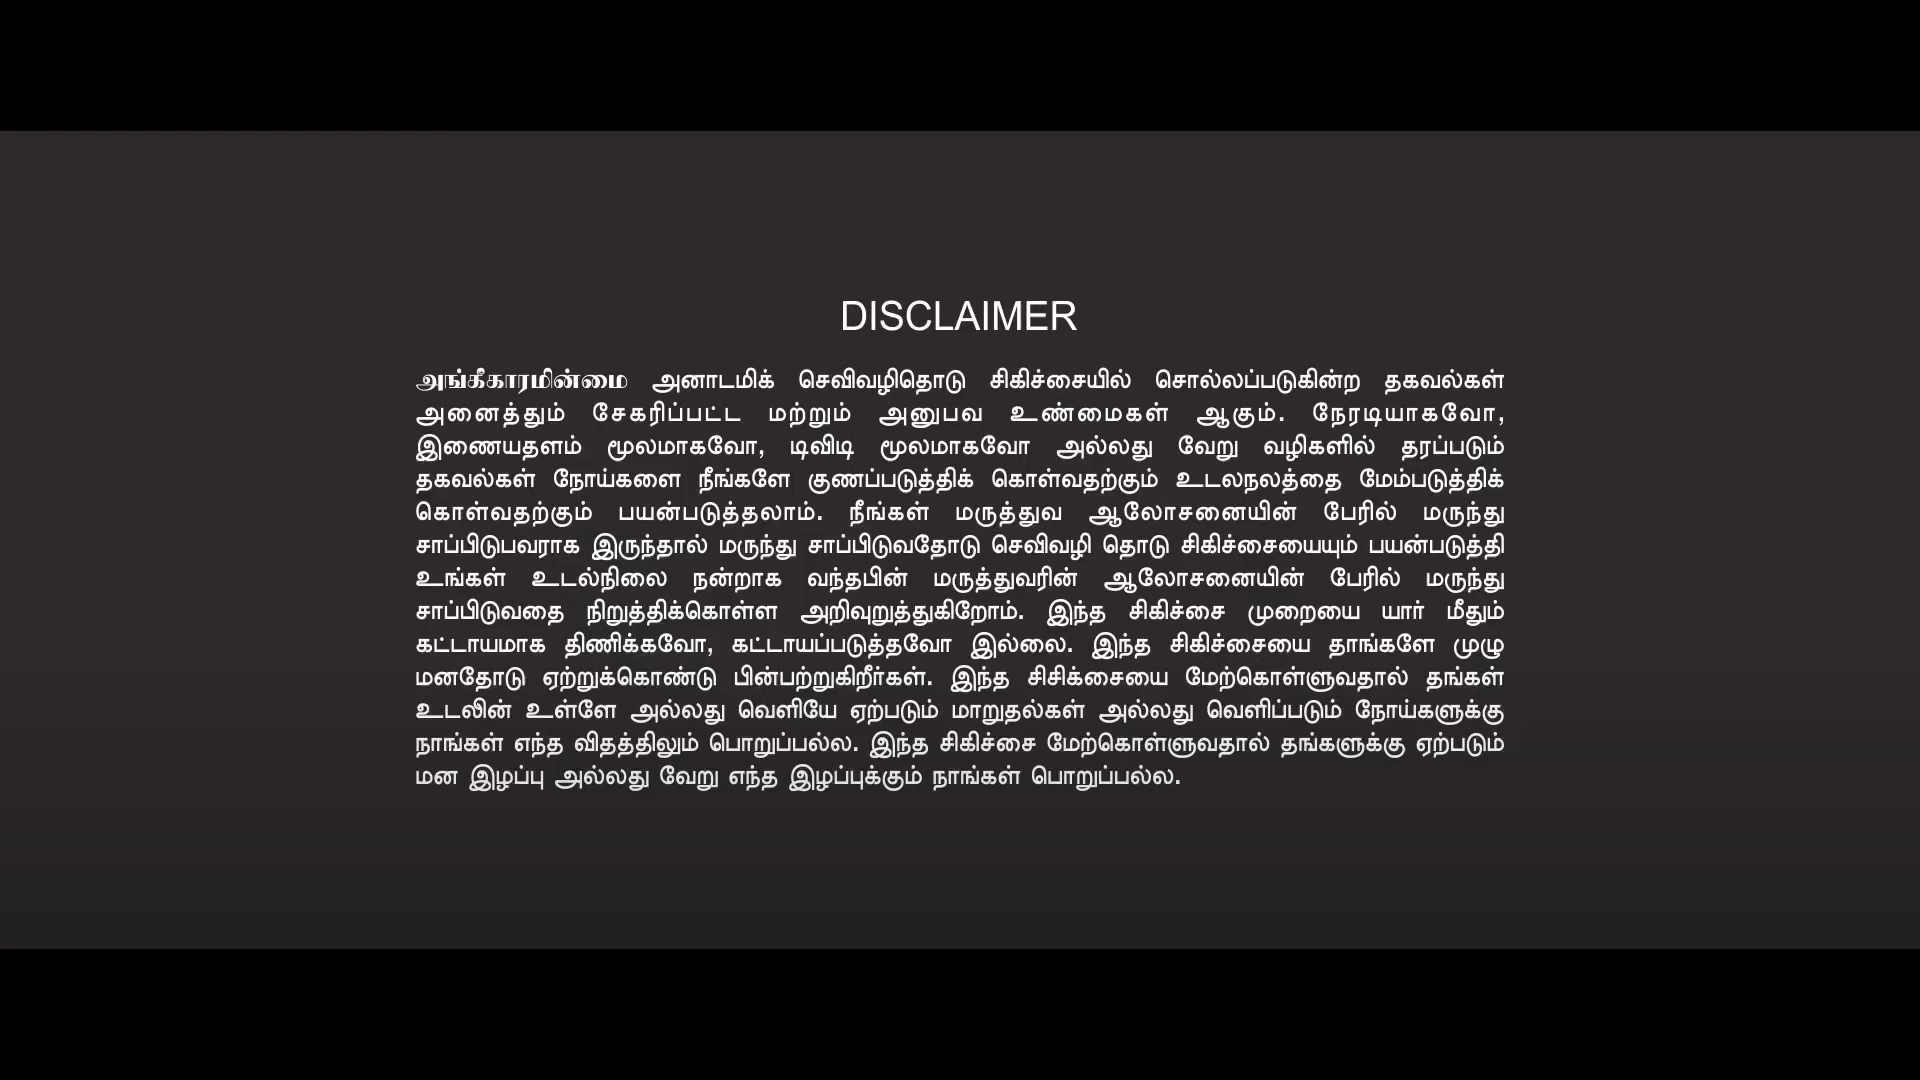 DISCLAIMER
அங்கீகாரமின்மை அனாடமிக் செவிவழிதொடு சிகிச்சையில் சொல்லப்படுகின்ற தகவல்கள்
அனைத்தும் சேகரிப்பட்ட மற்றும் அனுபவ உண்மைகள் ஆகும். நேரடியாகவோ,
இணையதளம் மூலமாகவோ, டிவிடி மூலமாகவோ அல்லது வேறு வழிகளில் தரப்படும்
தகவல்கள் நோய்களை நீங்களே குணப்படுத்திக் கொள்வதற்கும் உடலநலத்தை மேம்படுத்திக்
கொள்வதற்கும் பயன்படுத்தலாம். நீங்கள் மருத்துவ ஆலோசனையின் பேரில் மருந்து
சாப்பிடுபவராக இருந்தால் மருந்து சாப்பிடுவதோடு செவிவழி தொடு சிகிச்சையையும் பயன்படுத்தி
உங்கள் உடல்நிலை நன்றாக வந்தபின் மருத்துவரின் ஆலோசனையின் பேரில் மருந்து
சாப்பிடுவதை நிறுத்திக்கொள்ள அறிவுறுத்துகிறோம். இந்த சிகிச்சை முறையை யார் மீதும்
கட்டாயமாக திணிக்கவோ, கட்டாயப்படுத்தவோ இல்லை. இந்த சிகிச்சையை தாங்களே முழு
மனதோடு ஏற்றுக்கொண்டு பின்பற்றுகிறீர்கள். இந்த சிசிக்சையை மேற்கொள்ளுவதால் தங்கள்
உடலின் உள்ளே அல்லது வெளியே ஏற்படும் மாறுதல்கள் அல்லது வெளிப்படும் நோய்களுக்கு
நாங்கள் எந்த விதத்திலும் பொறுப்பல்ல. இந்த சிகிச்சை மேற்கொள்ளுவதால் தங்களுக்கு ஏற்படும்
மன இழப்பு அல்லது வேறு எந்த இழப்புக்கும் நாங்கள் பொறுப்பல்ல.